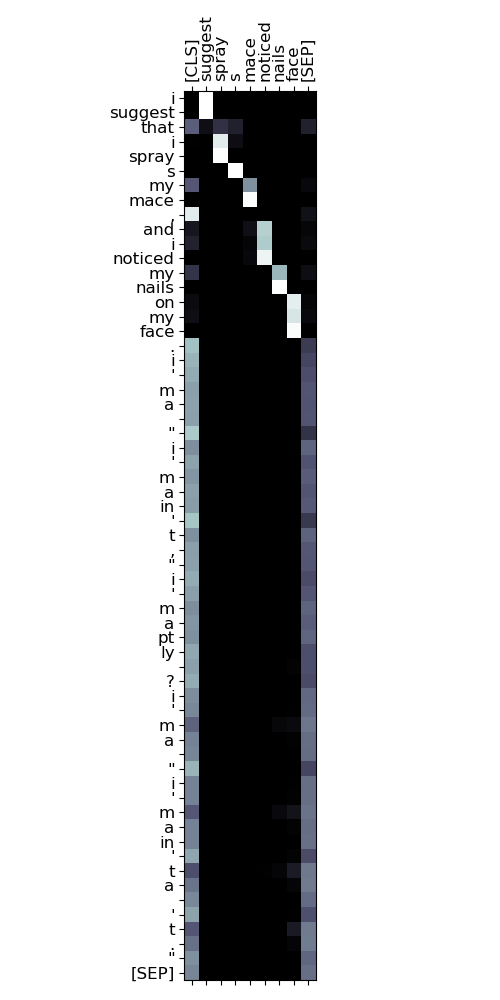 [CLS]
suggest
spray
s
mace
noticed
nails
face
[SEP]
i
suggest
that
i
spray
s
my
mace
,
and
i
noticed
my
nails
on
my
face
.
i
'
m
a
"
i
'
m
a
in
'
t
,
"
i
'
m
a
pt
ly
?
i
'
m
a
"
i
'
m
a
in
'
t
a
'
t
.
"
[SEP]